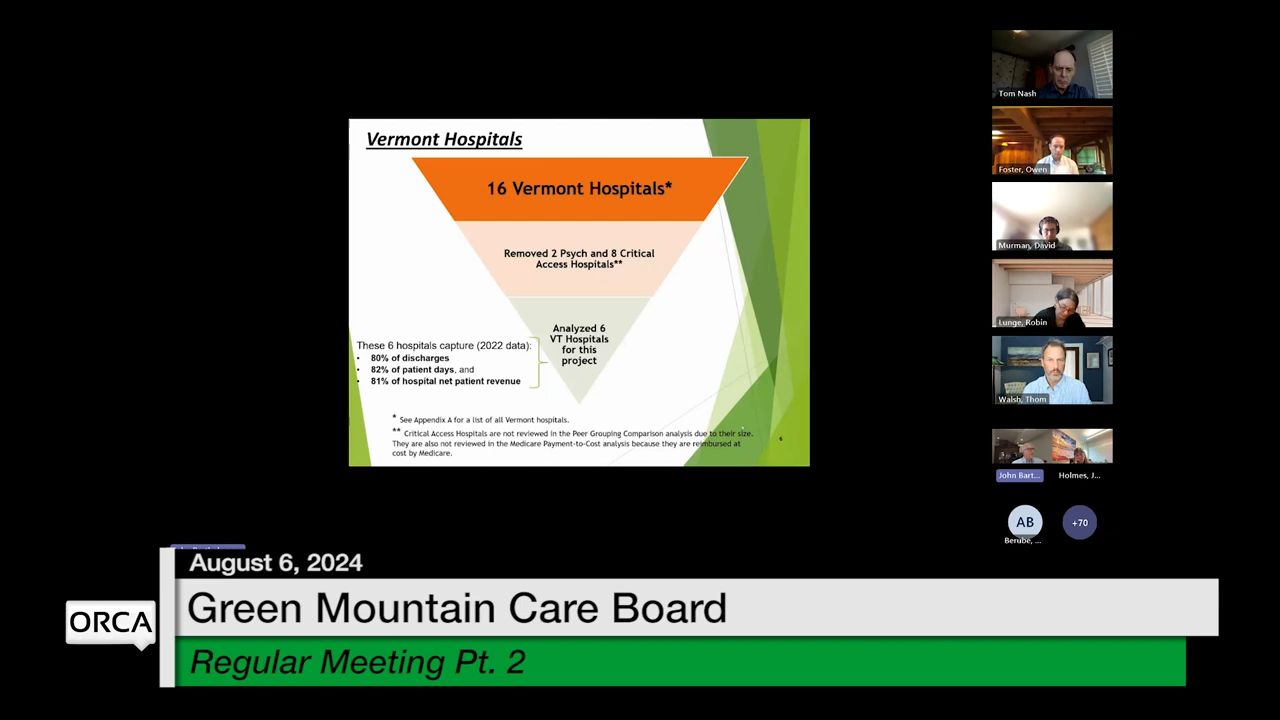 Vermont Hospitals
16 Vermont Hospitals*
Removed 2 Psych and 8 Critical
Access Hospitals**
Analyzed 6
VT Hospitals
for this
project
These 6 hospitals capture (2022 data):
• 80% of discharges
• 82% of patient days, and
• 81% of hospital net patient revenue
* See Appendix A for a list of all Vermont hospitals.
** Critical Access Hospitals are not reviewed in the Peer Grouping Comparison analysis due to their size.
They are also not reviewed in the Medicare Payment-to-Cost analysis because they are reimbursed at
cost by Medicare.
6
Tom Nash
Foster, Owen
Murman, David
Lunge, Robin
Walsh, Thom
John Bart...
Holmes, J...
AB
+70
Berube, ...
August 6, 2024
ORCA
Green Mountain Care Board
Regular Meeting Pt. 2